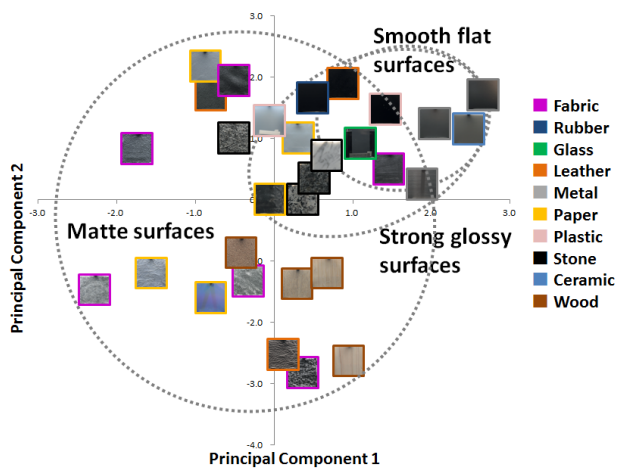 3.0
Smooth flat
surfaces
2.0
1.0
0
-3.0
-2.0
-1.0
1.0
2.0
3.0
Matte surfaces
Strong glossy
surfaces
-1.0
-2.0
-3.0
-4.0
Principal Component 2
Principal Component 1
Fabric
Rubber
Glass
Leather
Metal
Paper
Plastic
Stone
Ceramic
Wood